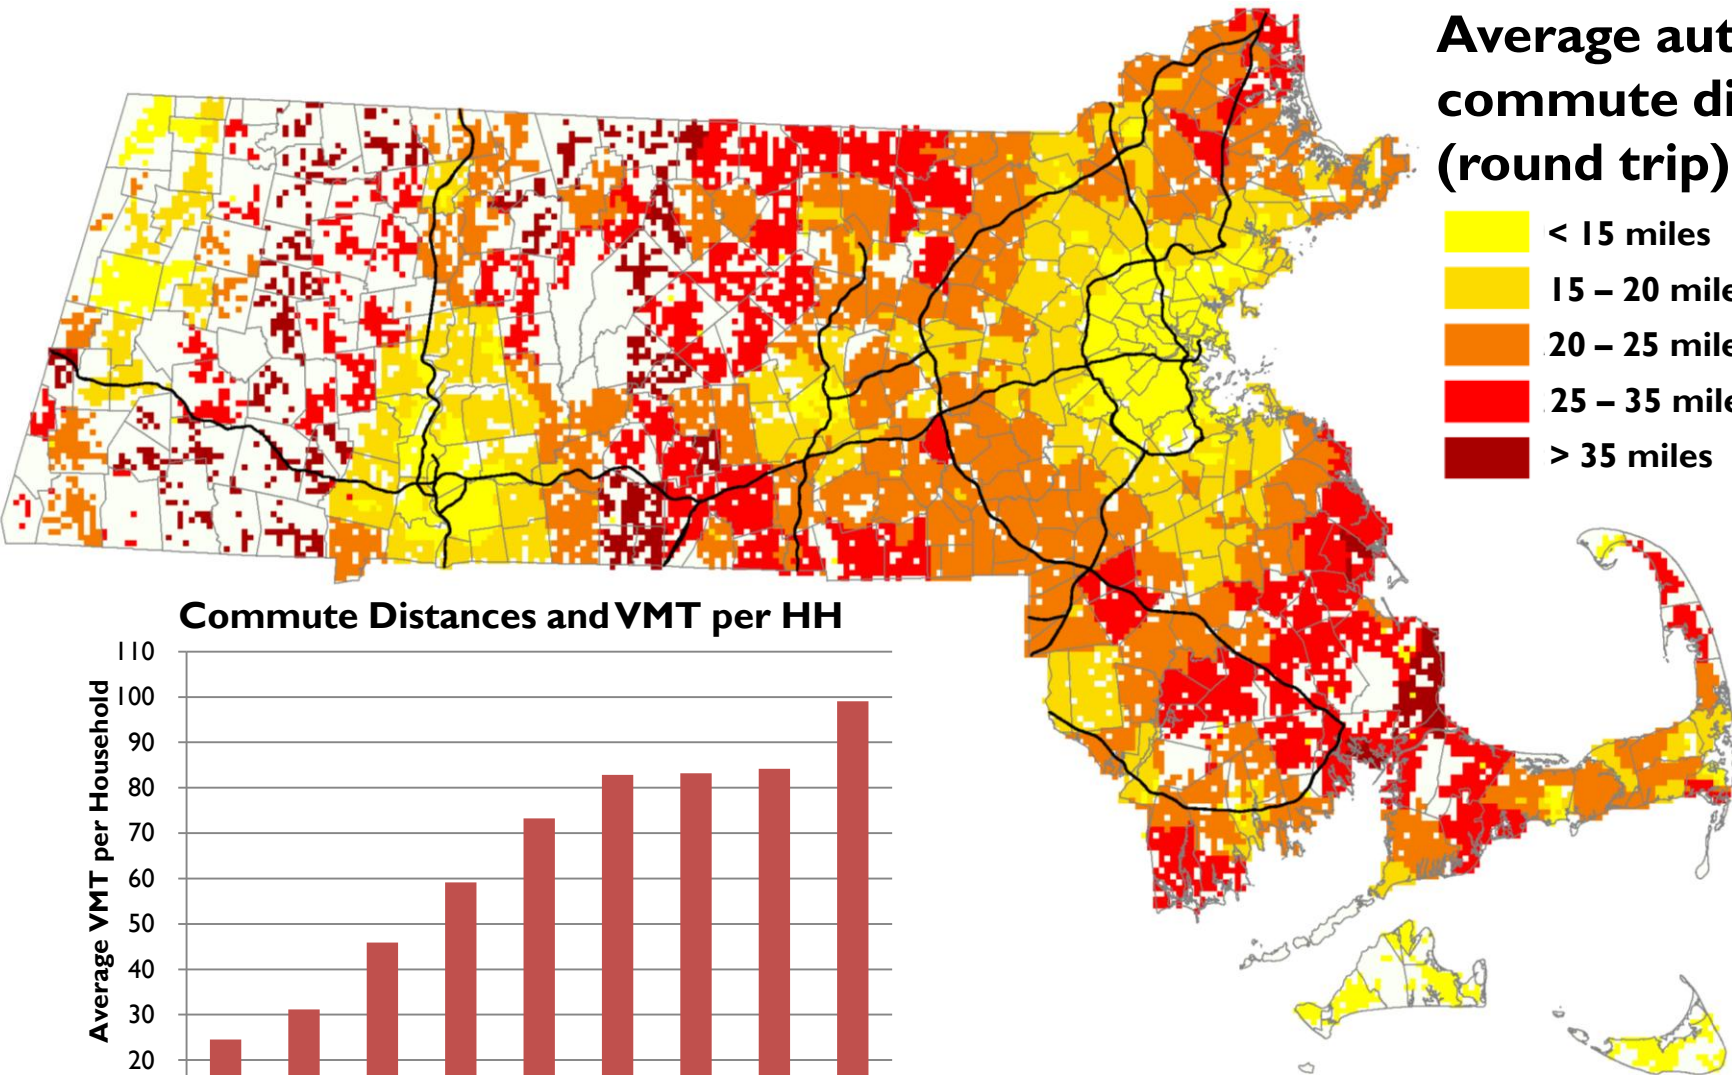 Average aut
commute di
(round trip)
< 15 miles
15 – 20 mile
20 – 25 mile
25 – 35 mile
> 35 miles
Commute Distances and VMT per HH
Average VMT per Household
110
100
90
80
70
60
50
40
30
20